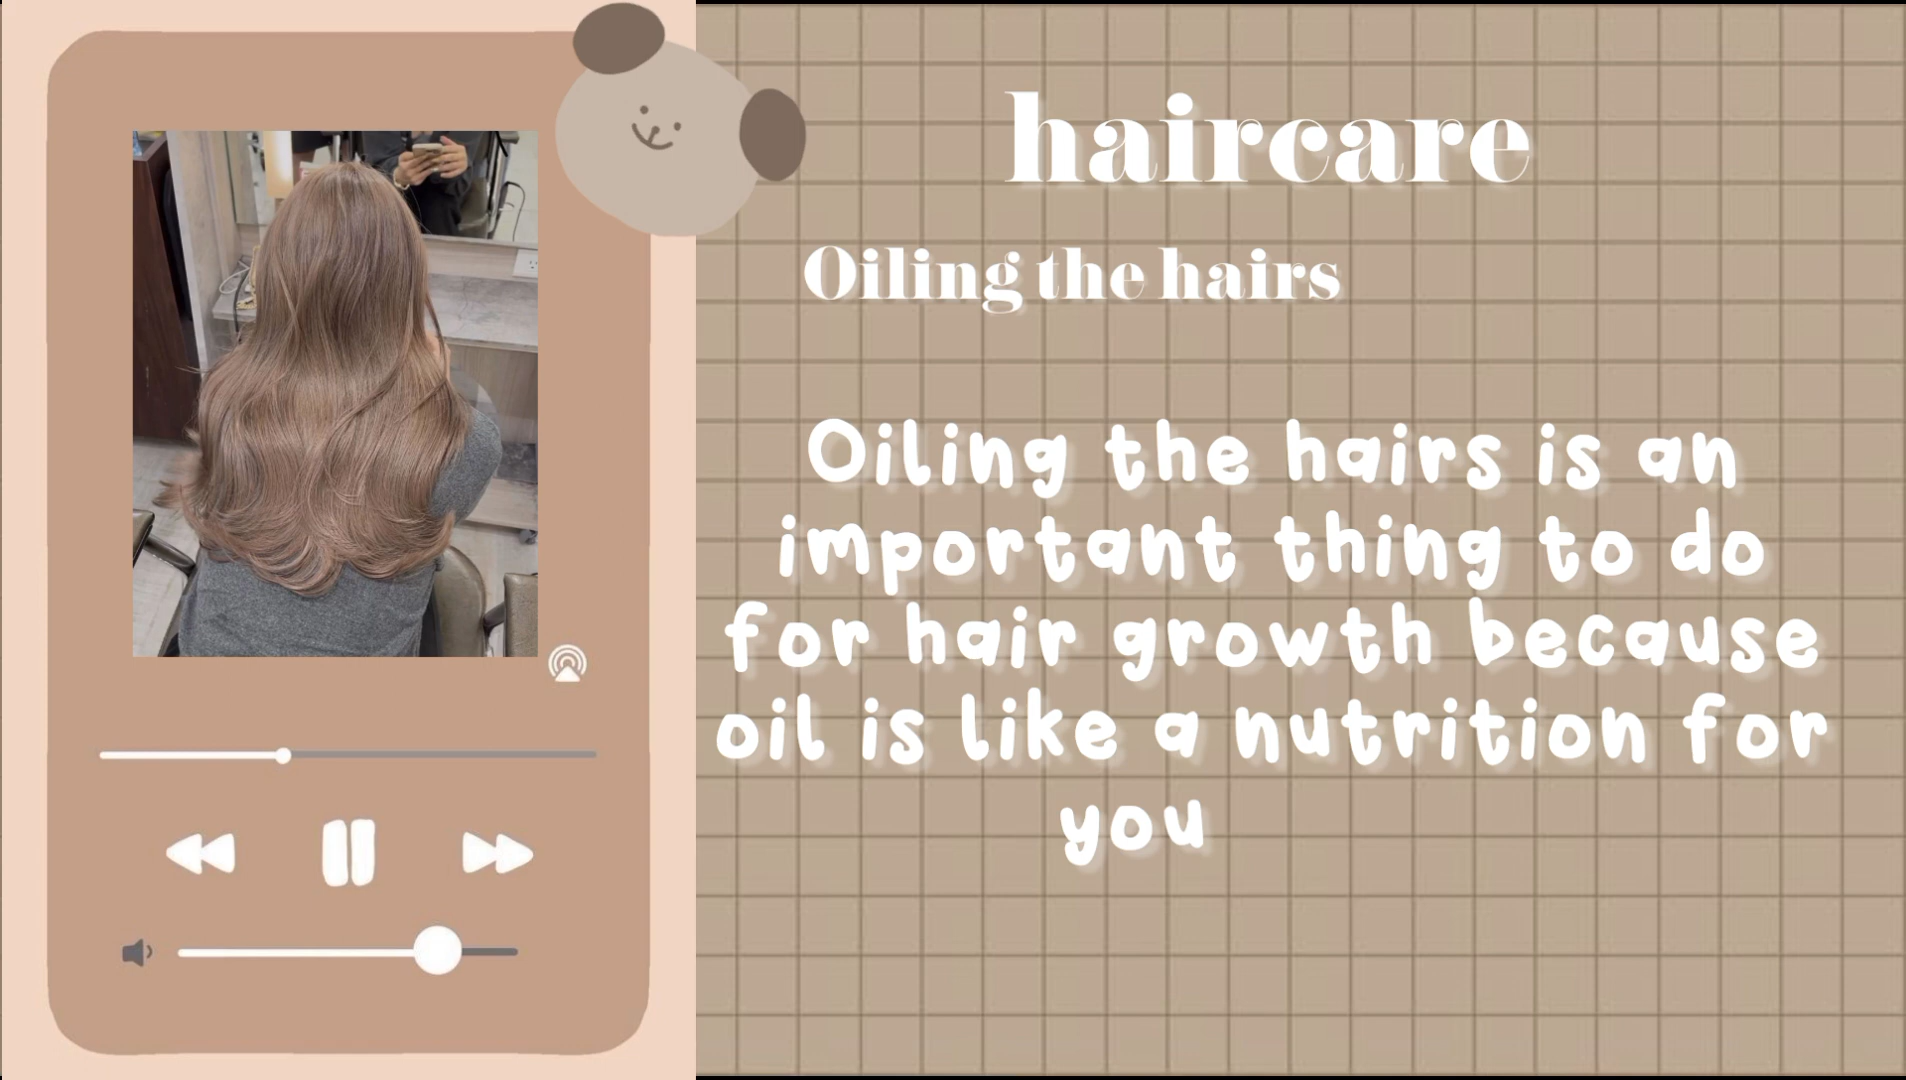 haircare
Oiling the hairs
Oiling the hairs is an
important thing to do
for hair growth because
oil is like a nutrition for
you